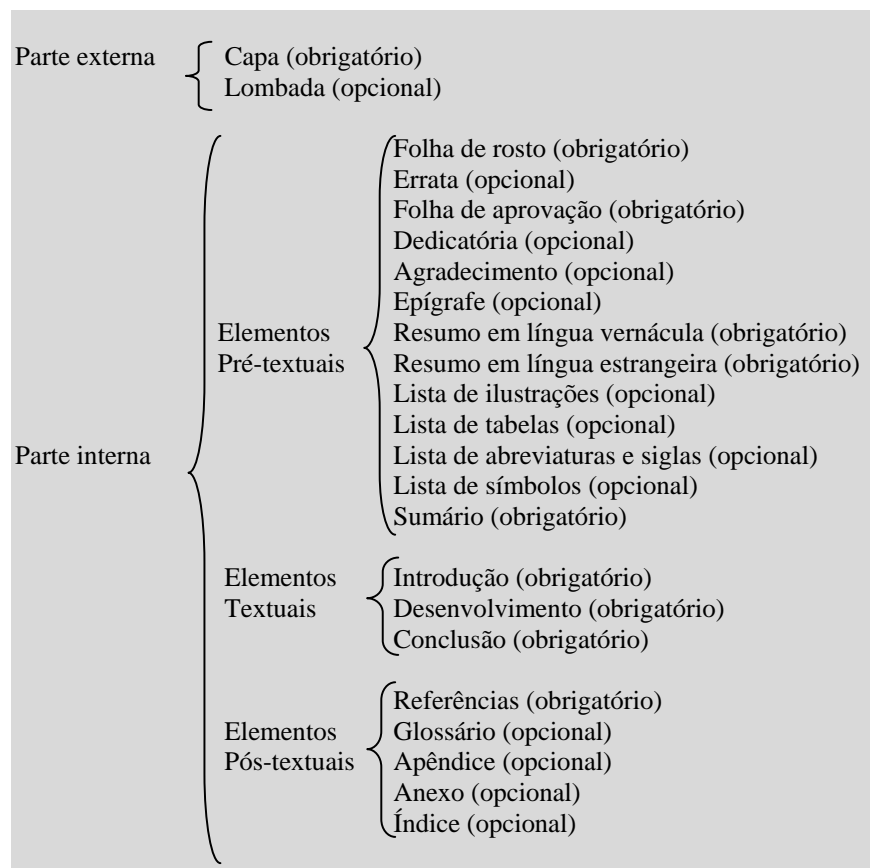 Parte externa
Capa (obrigatório)
Lombada (opcional)
Parte interna
Elementos
Pré-textuais
Folha de rosto (obrigatório)
Errata (opcional)
Folha de aprovação (obrigatório)
Dedicatória (opcional)
Agradecimento (opcional)
Epígrafe (opcional)
Resumo em língua vernácula (obrigatório)
Resumo em língua estrangeira (obrigatório)
Lista de ilustrações (opcional)
Lista de tabelas (opcional)
Lista de abreviaturas e siglas (opcional)
Lista de símbolos (opcional)
Sumário (obrigatório)
Elementos
Textuais
Introdução (obrigatório)
Desenvolvimento (obrigatório)
Conclusão (obrigatório)
Elementos
Pós-textuais
Referências (obrigatório)
Glossário (opcional)
Apêndice (opcional)
Anexo (opcional)
Índice (opcional)